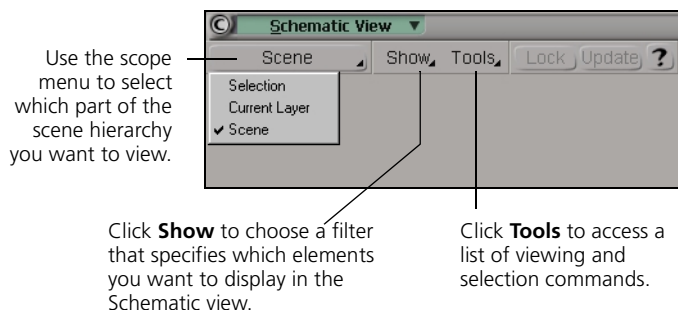 C Schematic View
Scene Show Tools Lock Update ?
Selection
Current Layer
Scene
Use the scope
menu to select
which part of the
scene hierarchy
you want to view.
Click Show to choose a filter
that specifies which elements
you want to display in the
Schematic view.
Click Tools to access a
list of viewing and
selection commands.